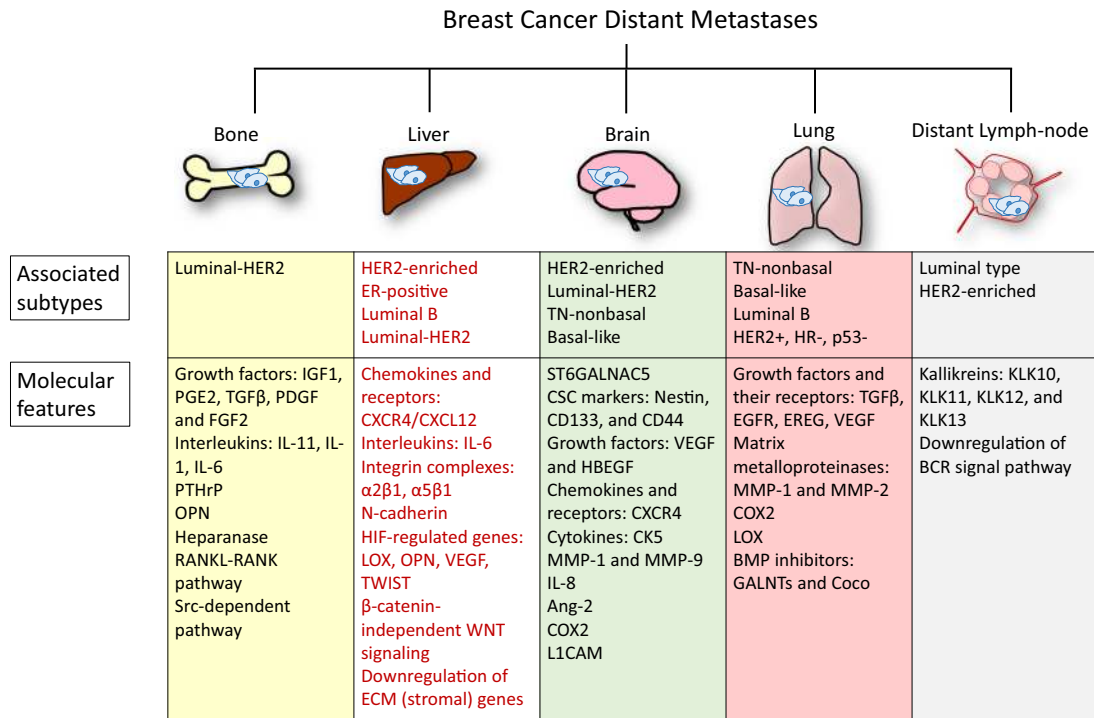 Breast Cancer Distant Metastases
Bone
Liver
Brain
Lung
Distant Lymph-node
Associated
subtypes
Luminal-HER2
HER2-enriched
ER-positive
Luminal B
Luminal-HER2
HER2-enriched
Luminal-HER2
TN-nonbasal
Basal-like
TN-nonbasal
Basal-like
Luminal B
HER2+, HR-, p53-
Luminal type
HER2-enriched
Molecular
features
Growth factors: IGF1,
PGE2, TGFβ, PDGF
and FGF2
Interleukins: IL-11, IL-
1, IL-6
PTHrP
OPN
Heparanase
RANKL-RANK
pathway
Src-dependent
pathway
Chemokines and
receptors:
CXCR4/CXCL12
Interleukins: IL-6
Integrin complexes:
α2β1, α5β1
N-cadherin
HIF-regulated genes:
LOX, OPN, VEGF,
TWIST
β-catenin-
independent WNT
signaling
Downregulation of
ECM (stromal) genes
ST6GALNAC5
CSC markers: Nestin,
CD133, and CD44
Growth factors: VEGF
and HBEGF
Chemokines and
receptors: CXCR4
Cytokines: CK5
MMP-1 and MMP-9
IL-8
Ang-2
COX2
L1CAM
Growth factors and
their receptors: TGFβ,
EGFR, EREG, VEGF
Matrix
metalloproteinases:
MMP-1 and MMP-2
COX2
LOX
BMP inhibitors:
GALNTs and Coco
Kallikreins: KLK10,
KLK11, KLK12, and
KLK13
Downregulation of
BCR signal pathway